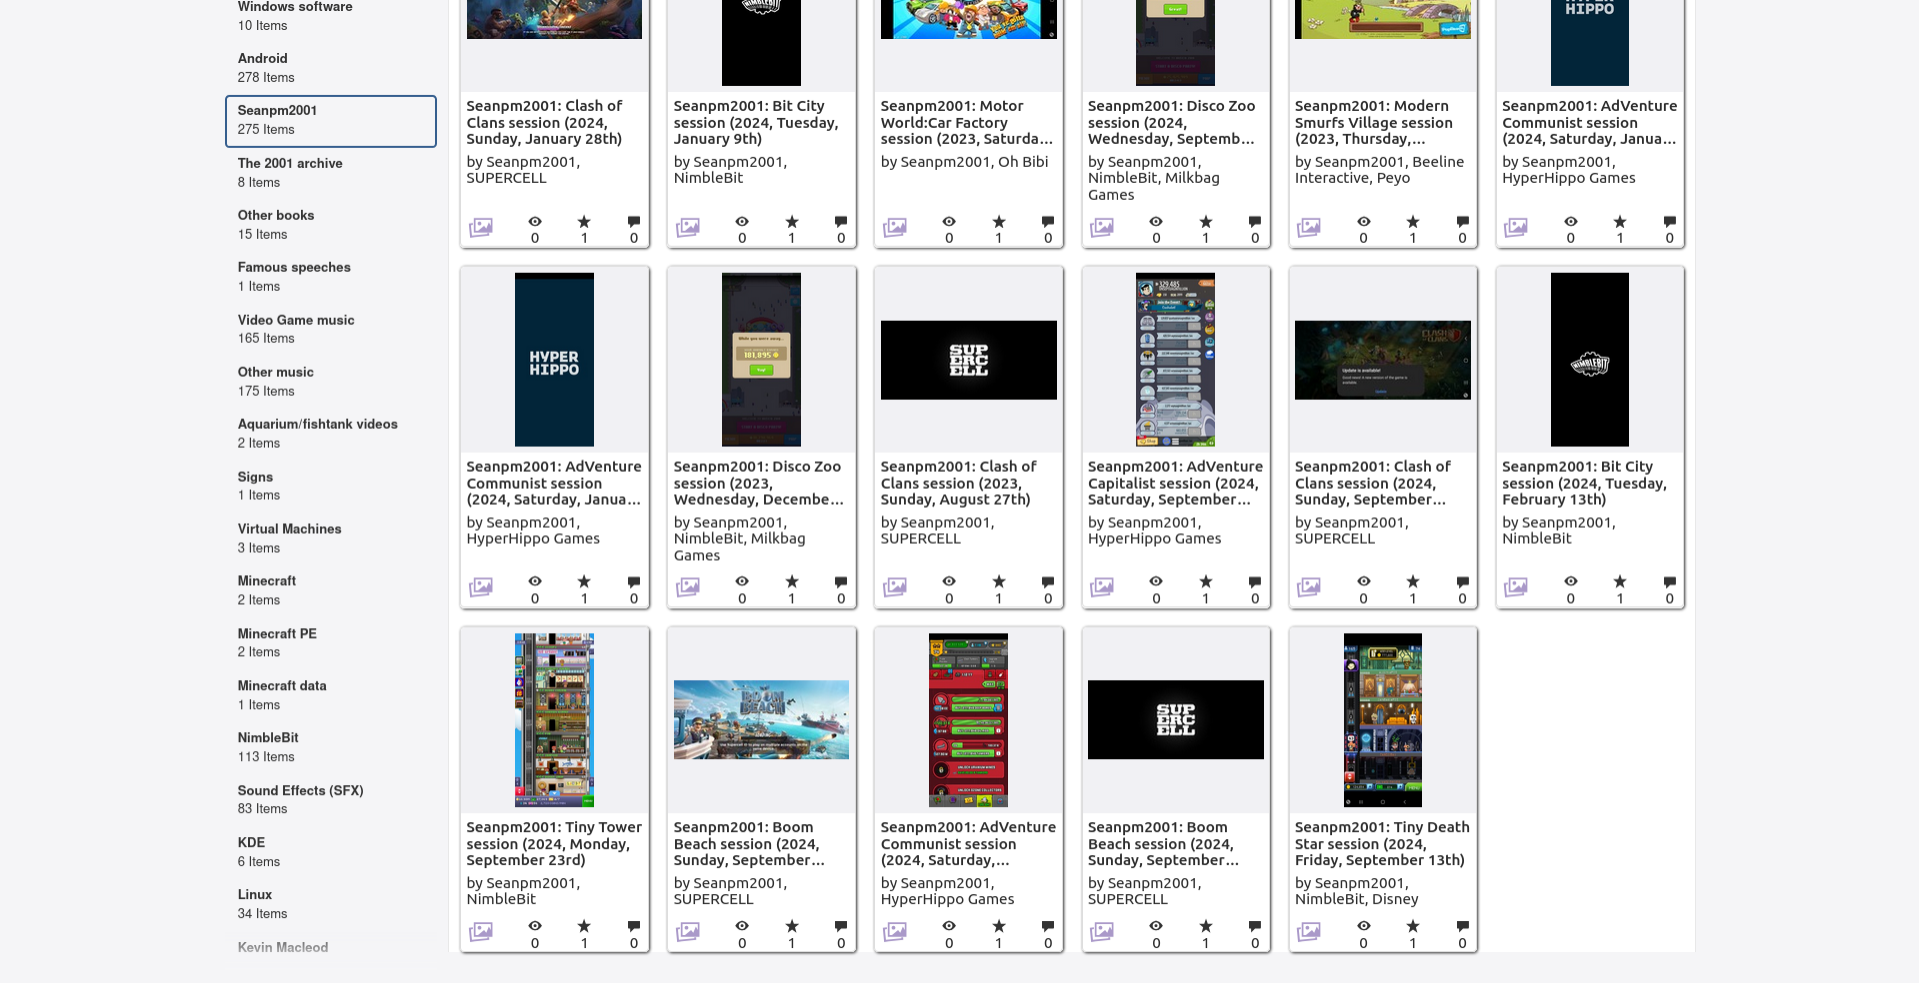 Windows software
10 Items
Android
278 Items
Seanpm2001
275 Items
The 2001 archive
8 Items
Other books
15 Items
Famous speeches
1 Items
Video Game music
165 Items
Other music
175 Items
Aquarium/fishtank videos
2 Items
Signs
1 Items
Virtual Machines
3 Items
Minecraft
2 Items
Minecraft PE
2 Items
Minecraft data
1 Items
NimbleBit
113 Items
Sound Effects (SFX)
83 Items
KDE
6 Items
Linux
34 Items
Kevin Macleod
NIMBLEBIT
HIPPO
Seanpm2001: Clash of
Clans session (2024,
Sunday, January 28th)
by Seanpm2001,
SUPERCELL
0 1 0
Seanpm2001: Bit City
session (2024, Tuesday,
January 9th)
by Seanpm2001,
NimbleBit
0 1 0
Seanpm2001: Motor
World:Car Factory
session (2023, Saturda...
by Seanpm2001, Oh Bibi
0 1 0
Seanpm2001: Disco Zoo
session (2024,
Wednesday, Septemb...
by Seanpm2001,
NimbleBit, Milkbag
Games
0 1 0
Seanpm2001: Modern
Smurfs Village session
(2023, Thursday,...
by Seanpm2001, Beeline
Interactive, Peyo
0 1 0
Seanpm2001: AdVenture
Communist session
(2024, Saturday, Janua...
by Seanpm2001,
HyperHippo Games
0 1 0
HYPER
HIPPO
Seanpm2001: AdVenture
Communist session
(2024, Saturday, Janua...
by Seanpm2001,
HyperHippo Games
0 1 0
While you were away...
181,895
Seanpm2001: Disco Zoo
session (2023,
Wednesday, Decembe...
by Seanpm2001,
NimbleBit, Milkbag
Games
0 1 0
SUP
ERC
ELL
Seanpm2001: Clash of
Clans session (2023,
Sunday, August 27th)
by Seanpm2001,
SUPERCELL
0 1 0
329.485
Seanpm2001: AdVenture
Capitalist session (2024,
Saturday, September...
by Seanpm2001,
HyperHippo Games
0 1 0
Update is available!
Seanpm2001: Clash of
Clans session (2024,
Sunday, September...
by Seanpm2001,
SUPERCELL
0 1 0
NIMBLEBIT
Seanpm2001: Bit City
session (2024, Tuesday,
February 13th)
by Seanpm2001,
NimbleBit
0 1 0
Seanpm2001: Tiny Tower
session (2024, Monday,
September 23rd)
by Seanpm2001,
NimbleBit
0 1 0
BOOM
BEACH
Seanpm2001: Boom
Beach session (2024,
Sunday, September...
by Seanpm2001,
SUPERCELL
0 1 0
Seanpm2001: AdVenture
Communist session
(2024, Saturday,...
by Seanpm2001,
HyperHippo Games
0 1 0
SUP
ERC
ELL
Seanpm2001: Boom
Beach session (2024,
Sunday, September...
by Seanpm2001,
SUPERCELL
0 1 0
Seanpm2001: Tiny Death
Star session (2024,
Friday, September 13th)
by Seanpm2001,
NimbleBit, Disney
0 1 0